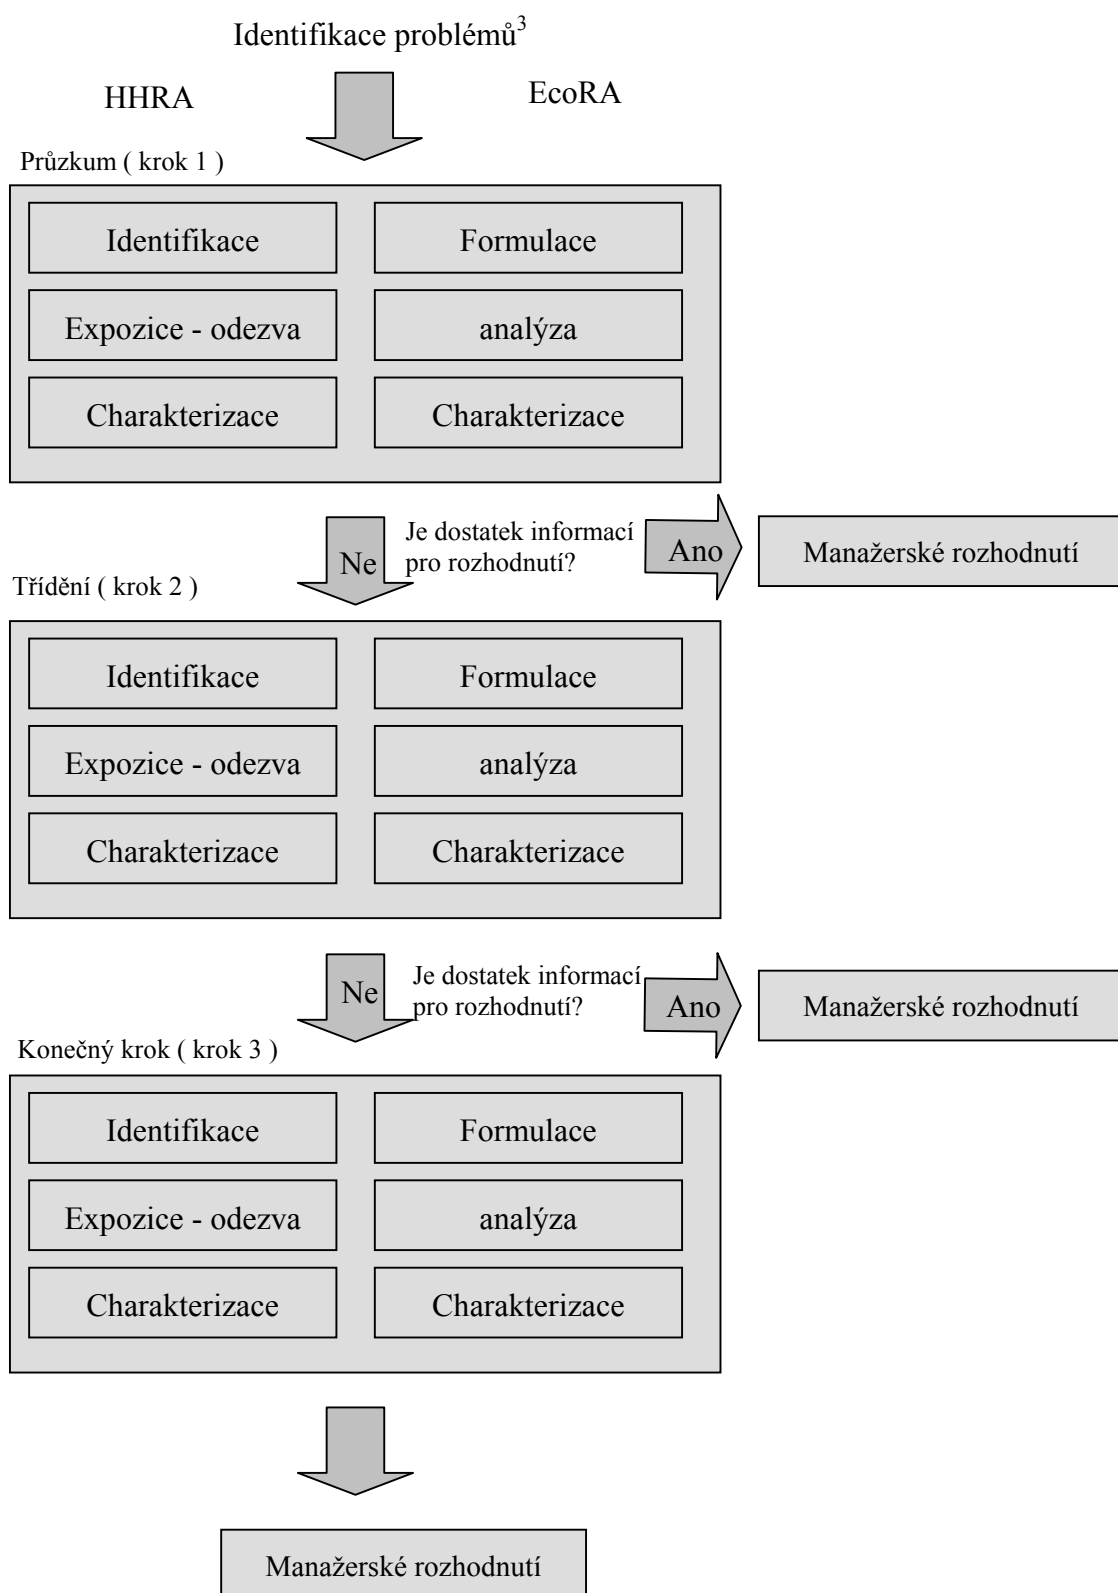 Identifikace problémů³
HHRA
EcoRA
Průzkum ( krok 1 )
Identifikace
Formulace
Expozice - odezva
analýza
Charakterizace
Charakterizace
Ne
Je dostatek informací
pro rozhodnutí?
Ano
Manažerské rozhodnutí
Třídění ( krok 2 )
Identifikace
Formulace
Expozice - odezva
analýza
Charakterizace
Charakterizace
Ne
Je dostatek informací
pro rozhodnutí?
Ano
Manažerské rozhodnutí
Konečný krok ( krok 3 )
Identifikace
Formulace
Expozice - odezva
analýza
Charakterizace
Charakterizace
Manažerské rozhodnutí